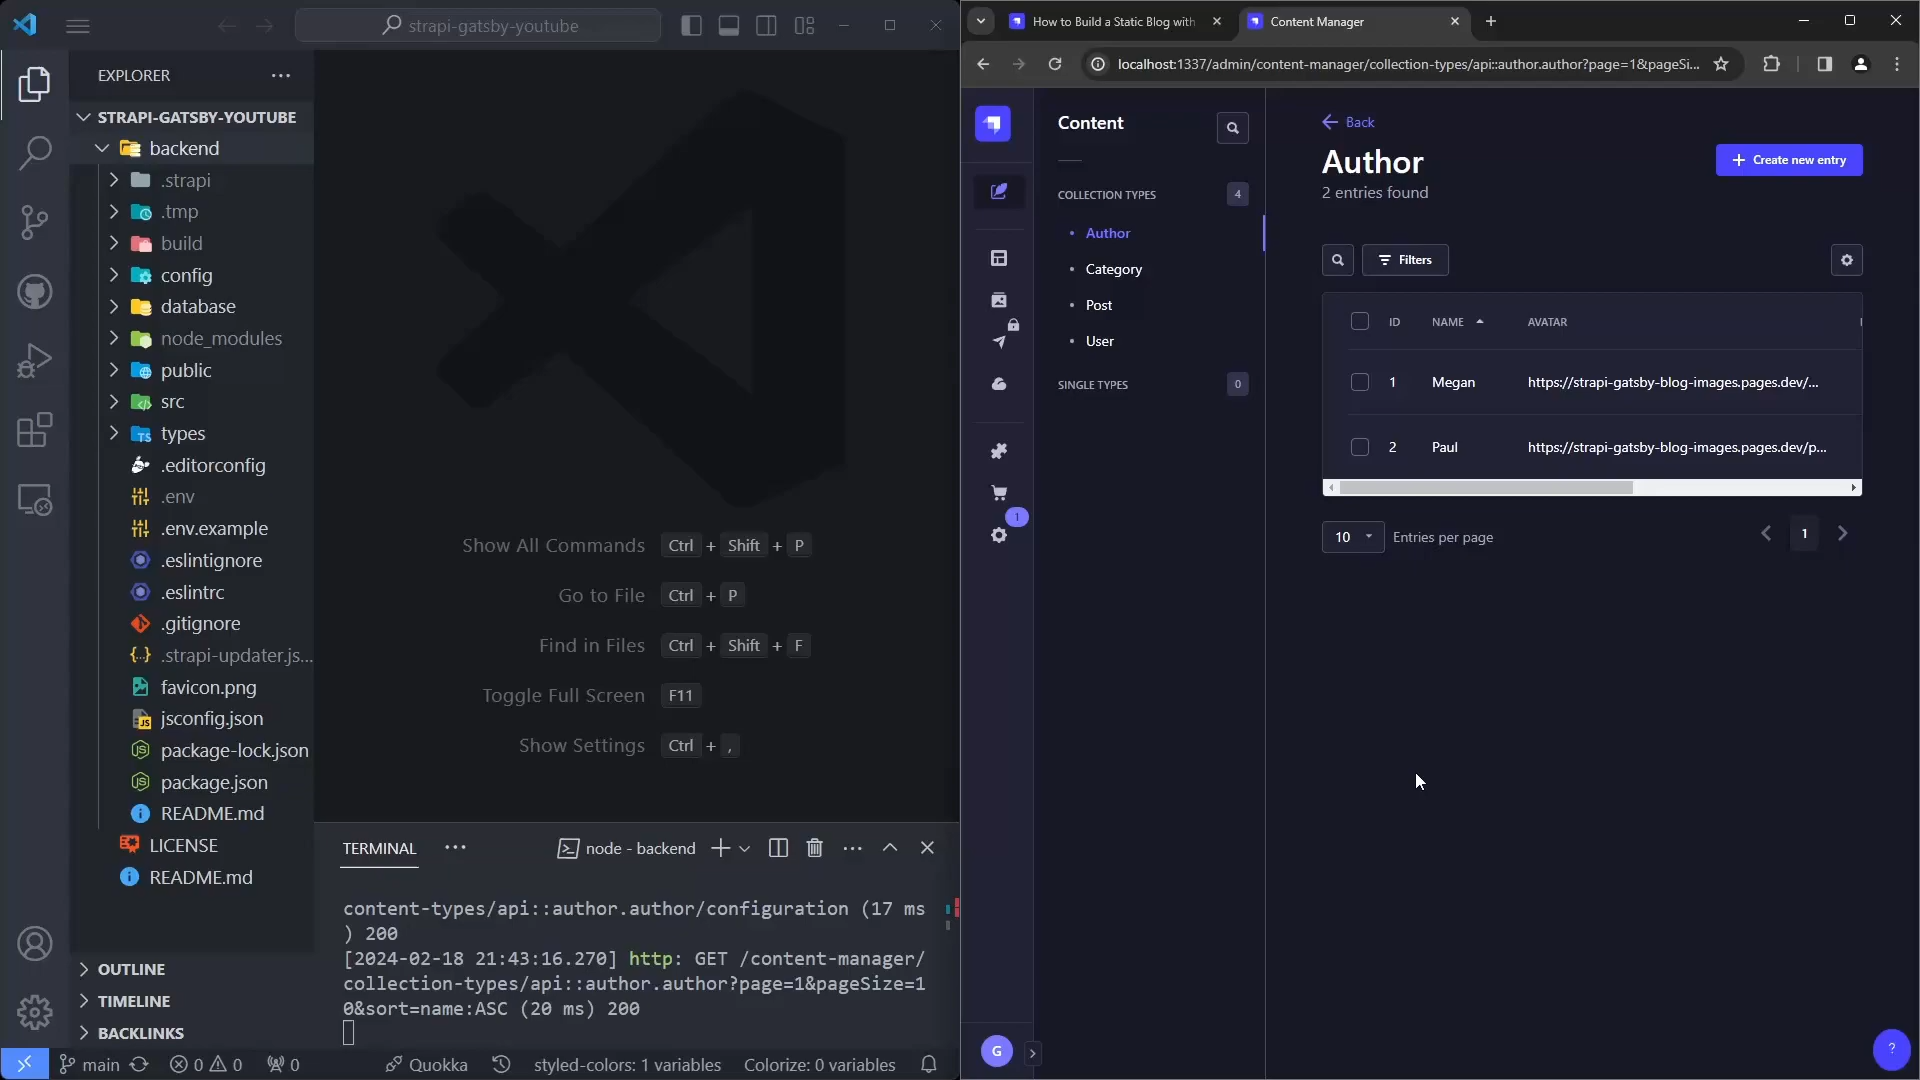 strapi-gatsby-youtube
EXPLORER
STRAPI-GATSBY-YOUTUBE
backend
.strapi
.tmp
build
config
database
node_modules
public
src
types
.editorconfig
.env
.env.example
.eslintignore
.eslintrc
.gitignore
.strapi-updater.js...
favicon.png
jsconfig.json
package-lock.json
package.json
README.md
LICENSE
README.md
OUTLINE
TIMELINE
BACKLINKS
Show All Commands Ctrl + Shift + P
Go to File Ctrl + P
Find in Files Ctrl + Shift + F
Toggle Full Screen F11
Show Settings Ctrl + ,
TERMINAL
node - backend
content-types/api::author.author/configuration (17 ms
) 200
[2024-02-18 21:43:16.270] http: GET /content-manager/
collection-types/api::author.author?page=1&pageSize=1
0&sort=name:ASC (20 ms) 200
main 0 0 0 Quokka styled-colors: 1 variables Colorize: 0 variables
How to Build a Static Blog with
Content Manager
localhost:1337/admin/content-manager/collection-types/api::author.author?page=1&pageSi...
Content
COLLECTION TYPES 4
Author
Category
Post
User
SINGLE TYPES 0
1
G
Back
Author
Create new entry
2 entries found
Filters
ID NAME AVATAR
1 Megan https://strapi-gatsby-blog-images.pages.dev/...
2 Paul https://strapi-gatsby-blog-images.pages.dev/p...
10 Entries per page 1
?